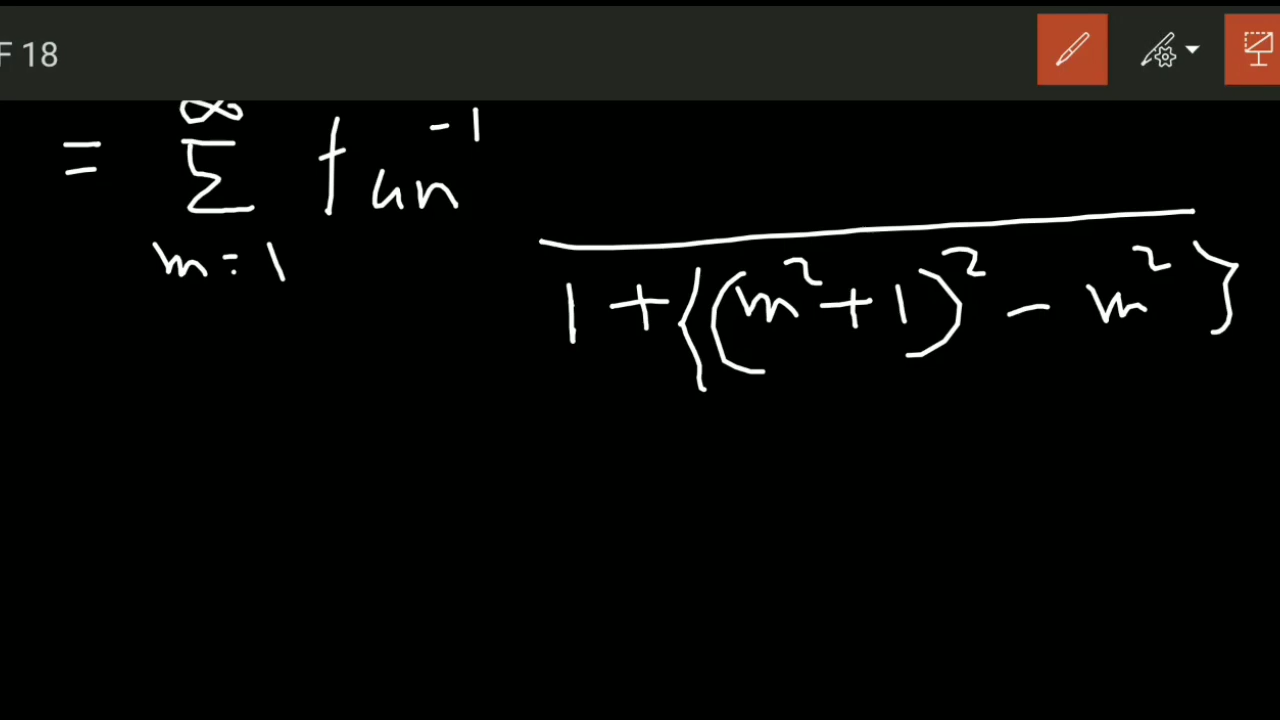 F 18
∞
= Σ tan⁻¹
m=1
1+{(m²+1)²-m²}